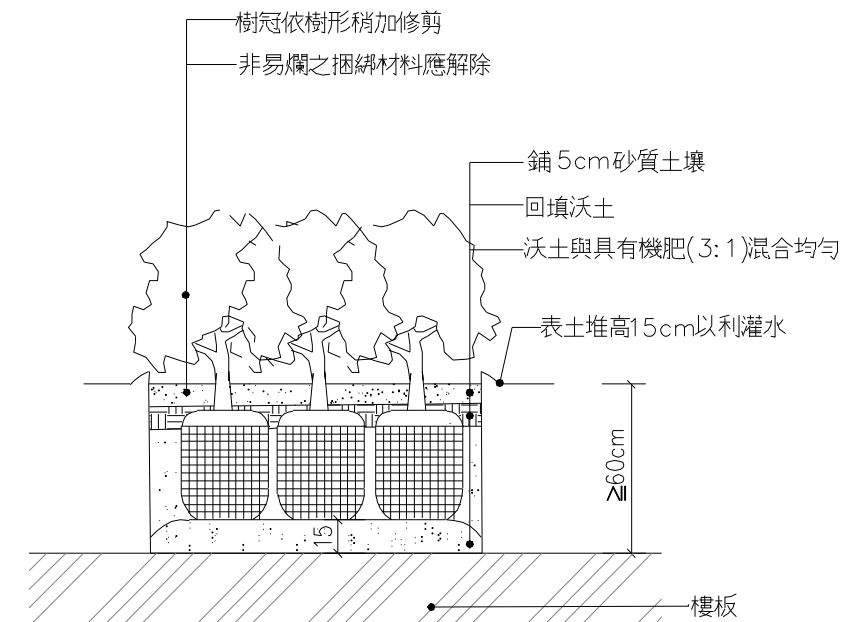 樹冠依樹形稍加修剪
非易爛之捆綁材料應解除
鋪5cm砂質土壤
回填沃土
沃土與具有機肥(3:1)混合均勻
表土堆高15cm以利灌水
≧60cm
15
樓板